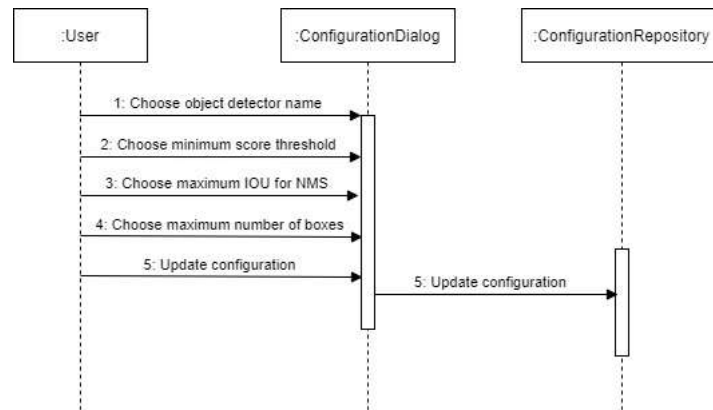 :User
:ConfigurationDialog
:ConfigurationRepository
1: Choose object detector name
2: Choose minimum score threshold
3: Choose maximum IOU for NMS
4: Choose maximum number of boxes
5: Update configuration
5: Update configuration